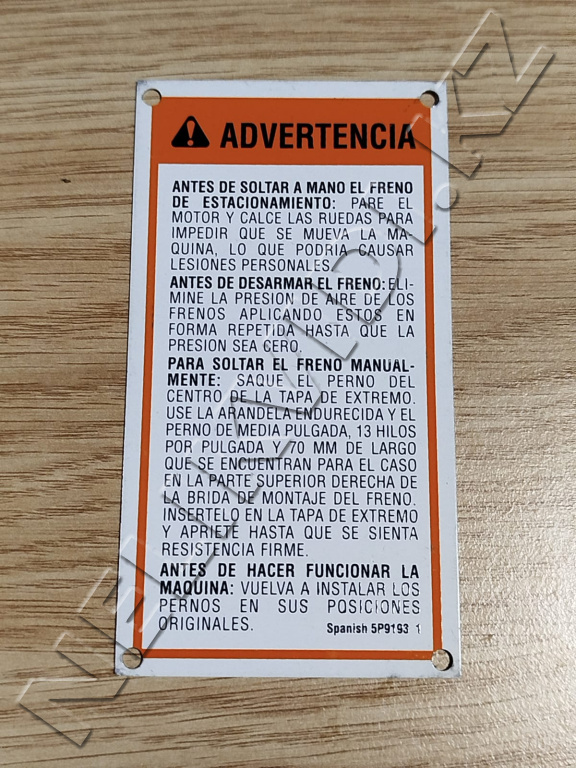 ADVERTENCIA
ANTES DE SOLTAR A MANO EL FRENO
DE ESTACIONAMIENTO: PARE EL
MOTOR Y CALCE LAS RUEDAS PARA
IMPEDIR QUE SE MUEVA LA MA-
QUINA, LO QUE PODRIA CAUSAR
LESIONES PERSONALES.
ANTES DE DESARMAR EL FRENO: ELI-
MINE LA PRESION DE AIRE DE LOS
FRENOS APLICANDO ESTOS EN
FORMA REPETIDA HASTA QUE LA
PRESION SEA CERO.
PARA SOLTAR EL FRENO MANUAL-
MENTE: SAQUE EL PERNO DEL
CENTRO DE LA TAPA DE EXTREMO.
USE LA ARANDELA ENDURECIDA Y EL
PERNO DE MEDIA PULGADA, 13 HILOS
POR PULGADA Y 70 MM DE LARGO
QUE SE ENCUENTRAN PARA EL CASO
EN LA PARTE SUPERIOR DERECHA DE
LA BRIDA DE MONTAJE DEL FRENO.
INSERTELO EN LA TAPA DE EXTREMO
Y APRIETE HASTA QUE SE SIENTA
RESISTENCIA FIRME.
ANTES DE HACER FUNCIONAR LA
MAQUINA: VUELVA A INSTALAR LOS
PERNOS EN SUS POSICIONES
ORIGINALES.
Spanish 5P9193 1